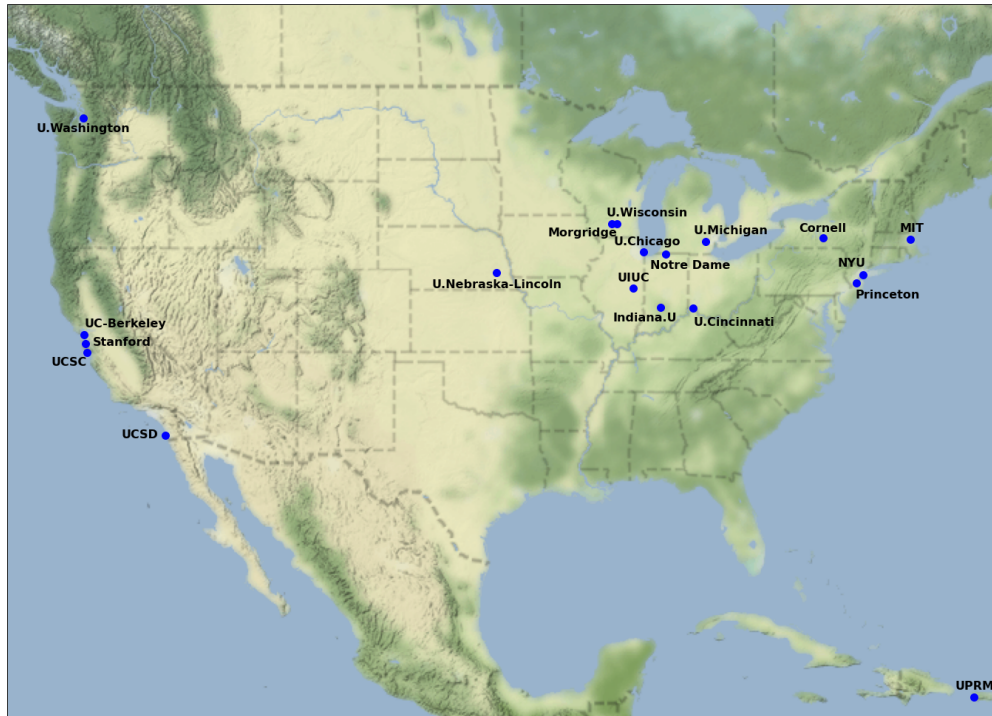 U.Washington
U.Wisconsin
Morgridge
U.Chicago
U.Michigan
Cornell
MIT
Notre Dame
NYU
UIUC
U.Nebraska-Lincoln
Princeton
Indiana.U
U.Cincinnati
UC-Berkeley
Stanford
UCSC
UCSD
UPRM